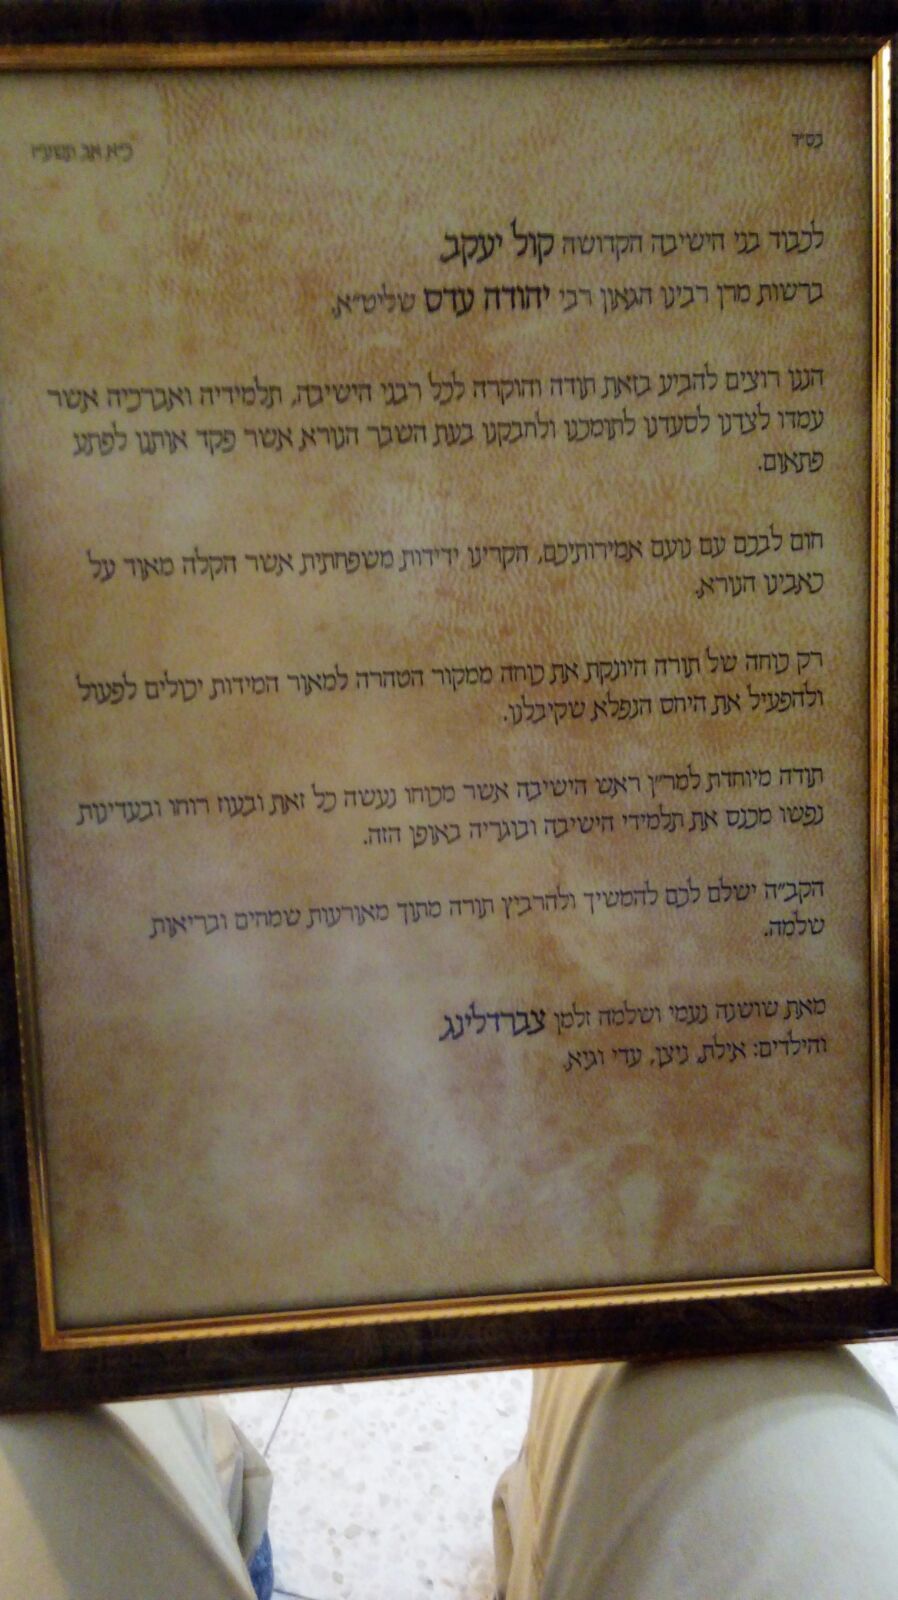 בס"ד
כ"א אב תשע"ו
לכבוד בני הישיבה הקדושה קול יעקב
ברשות מרן רבינו הגאון רבי יהודה עדס שליט"א,
הננו רוצים להביע בזאת תודה והוקרה לכל רבני הישיבה, תלמידיה ואברכיה אשר
עמדו לצדנו לסעדנו לתומכנו ולחבקנו בעת השבר הנורא אשר פקד אותנו לפתע
פתאום.
חום לבכם עם נועם אמירותיכם, הקרינו ידידות משפחתית אשר הקלה מאוד על
כאבינו הנורא.
רק כוחה של תורה היונקת את כוחה ממקור הטהרה למאור המידות יכולים לפעול
ולהפעיל את היחס הנפלא שקיבלנו.
תודה מיוחדת למר"ן ראש הישיבה אשר מכוחו נעשה כל זאת ובעוז רוחו ובעדינות
נפשו מכנס את תלמידי הישיבה ובוגריה באופן הזה.
הקב"ה ישלם לכם להמשיך ולהרביץ תורה מתוך מאורעות שמחים ובריאות
שלמה.
מאת שושנה נעמי ושלמה זלמן צברדלינג
והילדים: אילת, ניצן, עדי וגיא.